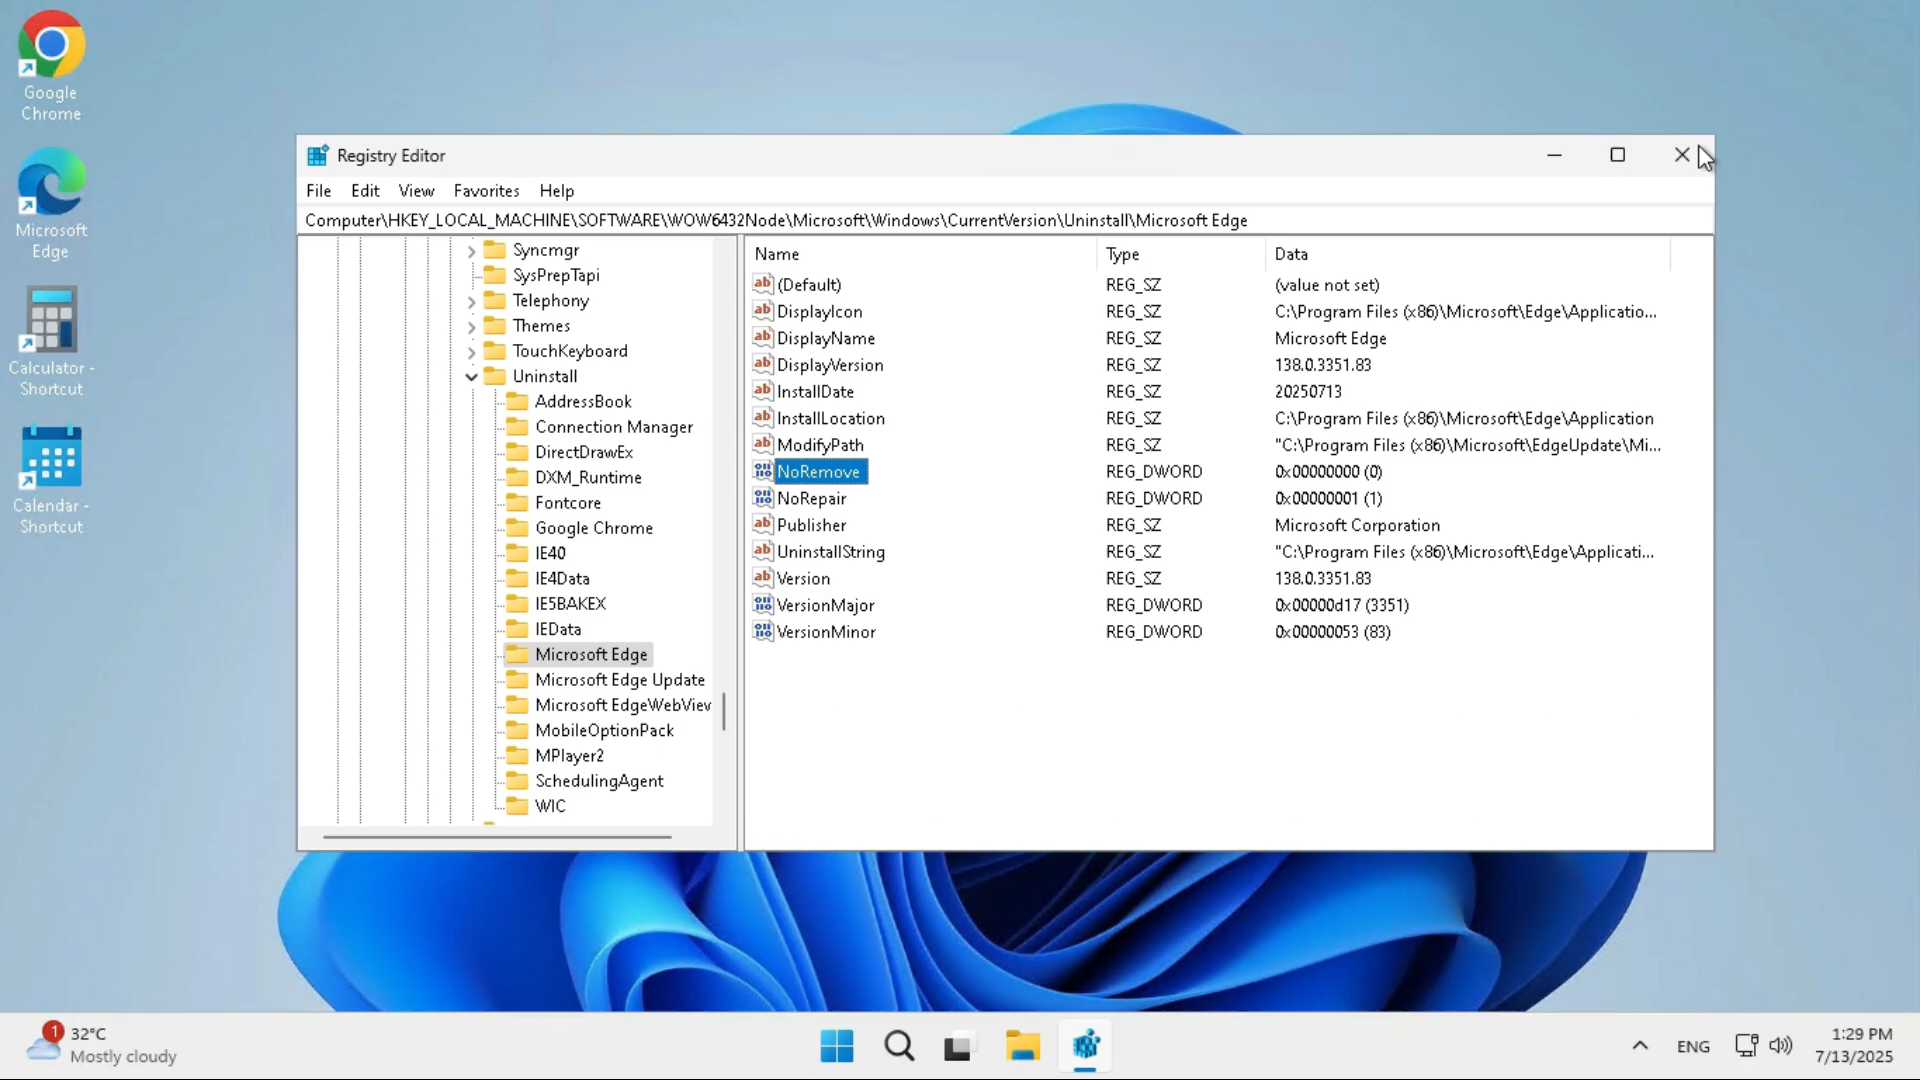 Google
Chrome
Microsoft
Edge
Calculator -
Shortcut
Calendar -
Shortcut
Registry Editor
File Edit View Favorites Help
Computer\HKEY_LOCAL_MACHINE\SOFTWARE\WOW6432Node\Microsoft\Windows\CurrentVersion\Uninstall\Microsoft Edge
Syncmgr
SysPrepTapi
Telephony
Themes
TouchKeyboard
Uninstall
AddressBook
Connection Manager
DirectDrawEx
DXM_Runtime
Fontcore
Google Chrome
IE40
IE4Data
IE5BAKEX
IEData
Microsoft Edge
Microsoft Edge Update
Microsoft EdgeWebView
MobileOptionPack
MPlayer2
SchedulingAgent
WIC
Name Type Data
(Default) REG_SZ (value not set)
DisplayIcon REG_SZ C:\Program Files (x86)\Microsoft\Edge\Applicatio...
DisplayName REG_SZ Microsoft Edge
DisplayVersion REG_SZ 138.0.3351.83
InstallDate REG_SZ 20250713
InstallLocation REG_SZ C:\Program Files (x86)\Microsoft\Edge\Application
ModifyPath REG_SZ "C:\Program Files (x86)\Microsoft\EdgeUpdate\Mi...
NoRemove REG_DWORD 0x00000000 (0)
NoRepair REG_DWORD 0x00000001 (1)
Publisher REG_SZ Microsoft Corporation
UninstallString REG_SZ "C:\Program Files (x86)\Microsoft\Edge\Applicati...
Version REG_SZ 138.0.3351.83
VersionMajor REG_DWORD 0x00000d17 (3351)
VersionMinor REG_DWORD 0x00000053 (83)
1
32°C
Mostly cloudy
ENG
1:29 PM
7/13/2025